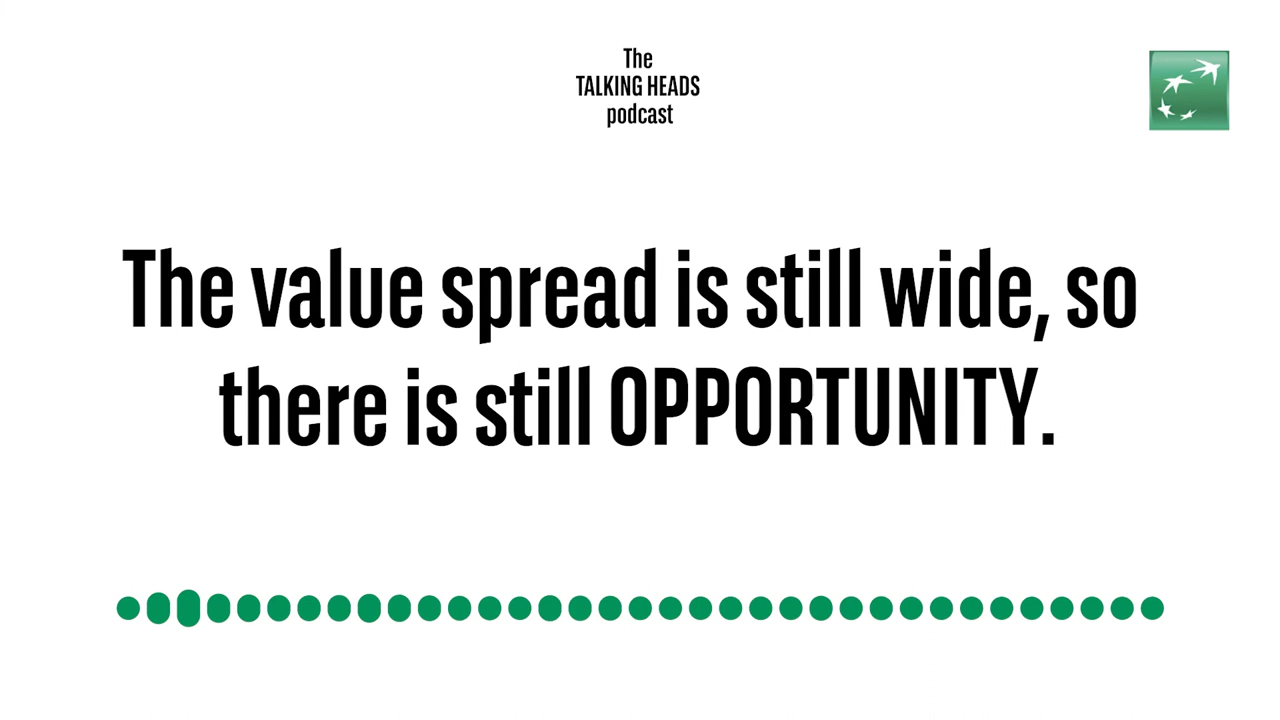 The
TALKING HEADS
podcast
The value spread is still wide, so
there is still OPPORTUNITY.